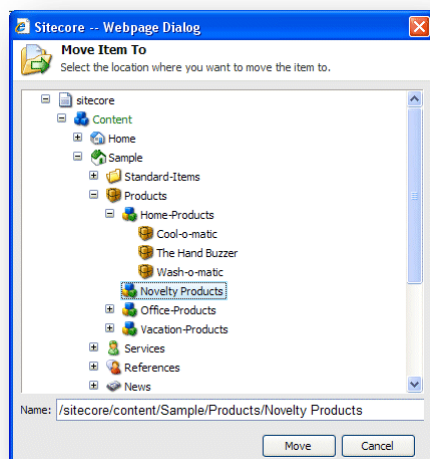 Sitecore -- Webpage Dialog
Move Item To
Select the location where you want to move the item to.
sitecore
Content
Home
Sample
Standard-Items
Products
Home-Products
Cool-o-matic
The Hand Buzzer
Wash-o-matic
Novelty Products
Office-Products
Vacation-Products
Services
References
News
Name: /sitecore/content/Sample/Products/Novelty Products
Move Cancel